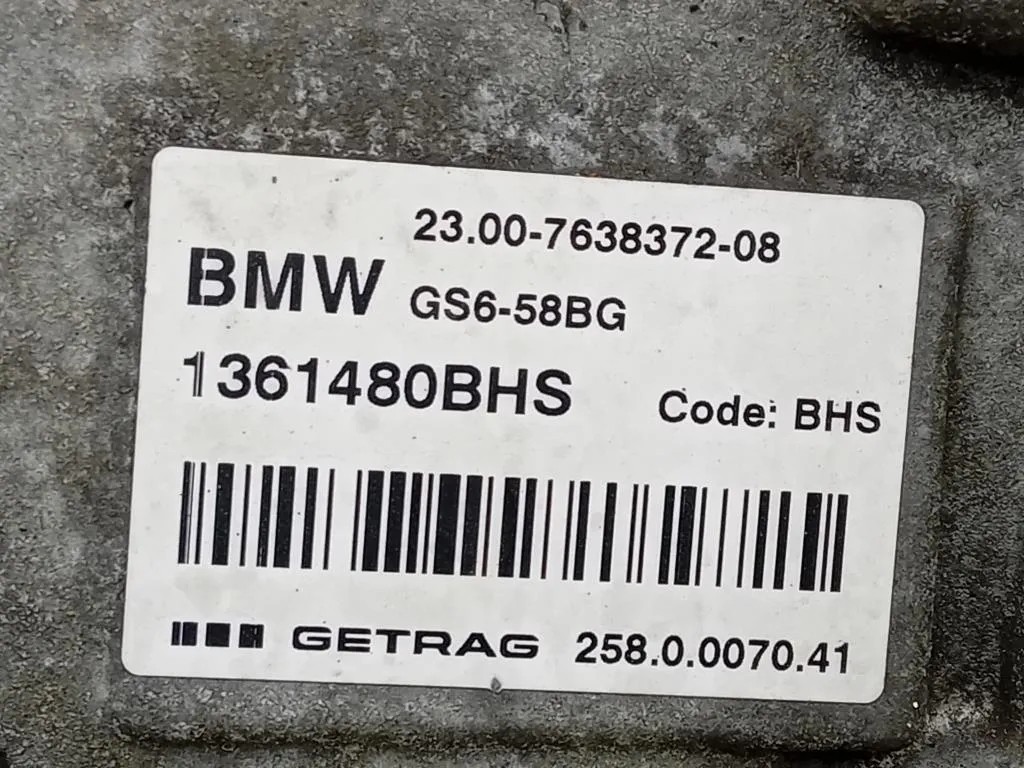 23.00-7638372-08
BMW GS6-58BG
1361480BHS Code: BHS
GETRAG 258.0.0070.41